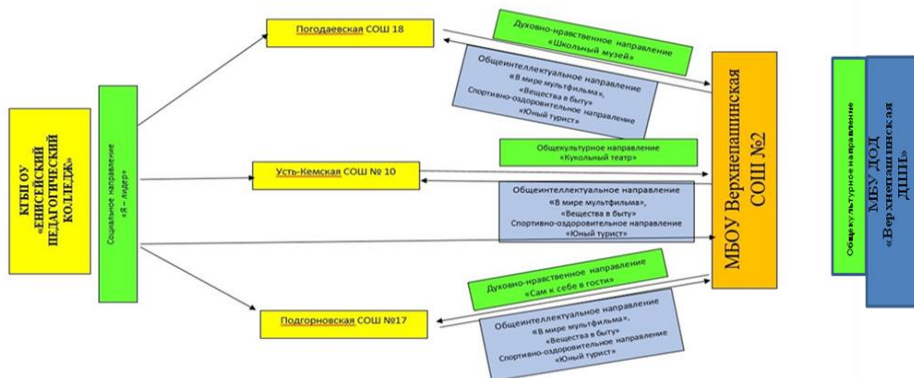 КГБП ОУ
«ЕНИСЕЙСКИЙ
ПЕДАГОГИЧЕСКИЙ
КОЛЛЕДЖ»
Социальное направление
«Я – лидер»
Погодаевская СОШ 18
Усть-Кемская СОШ № 10
Подгорновская СОШ №17
Духовно-нравственное направление
«Школьный музей»
Общеинтеллектуальное направление
«В мире мультфильма»,
«Вещества в быту»
Спортивно-оздоровительное направление
«Юный турист»
Общекультурное направление
«Кукольный театр»
Общеинтеллектуальное направление
«В мире мультфильма»,
«Вещества в быту»
Спортивно-оздоровительное направление
«Юный турист»
Духовно-нравственное направление
«Сам к себе в гости»
Общеинтеллектуальное направление
«В мире мультфильма»,
«Вещества в быту»
Спортивно-оздоровительное направление
«Юный турист»
МБОУ Верхнепашинская
СОШ №2
Общекультурное направление
МБУ ДОД
«Верхнепашинская
ДШИ»